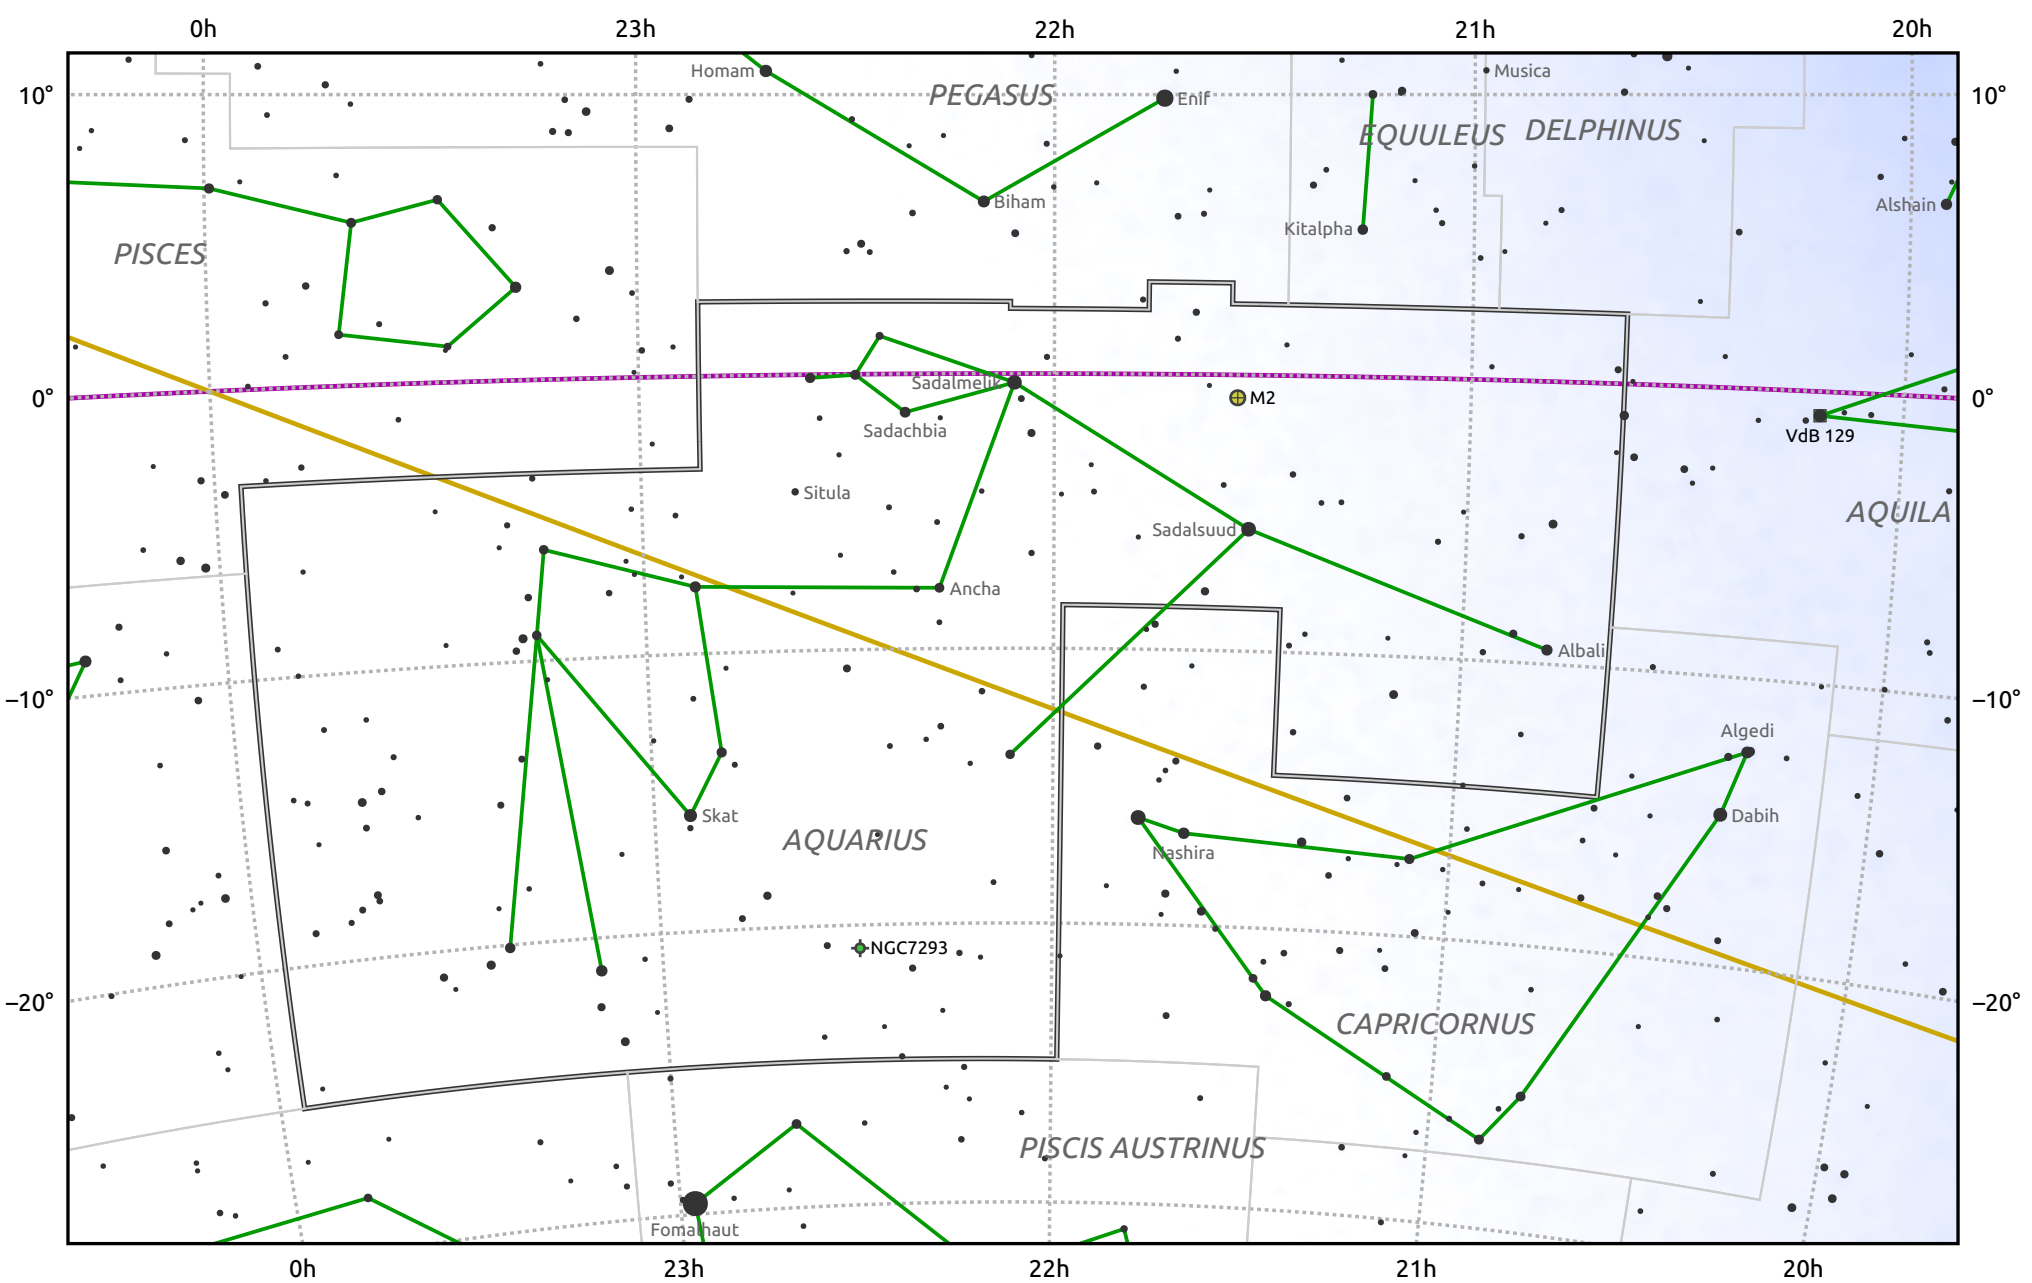 0h 23h 22h 21h 20h
Homam
PEGASUS
Enif
Musica
10°
10°
EQUULEUS
DELPHINUS
Biham
Alshain
Kitalpha
PISCES
Sadalmelik
0°
M2
0°
Sadachbia
VdB 129
Situla
AQUILA
Sadalsuud
Ancha
Albali
−10°
−10°
Algedi
Skat
Dabih
AQUARIUS
Nashira
NGC7293
−20°
−20°
CAPRICORNUS
PISCIS AUSTRINUS
Fomalhaut
0h 23h 22h 21h 20h